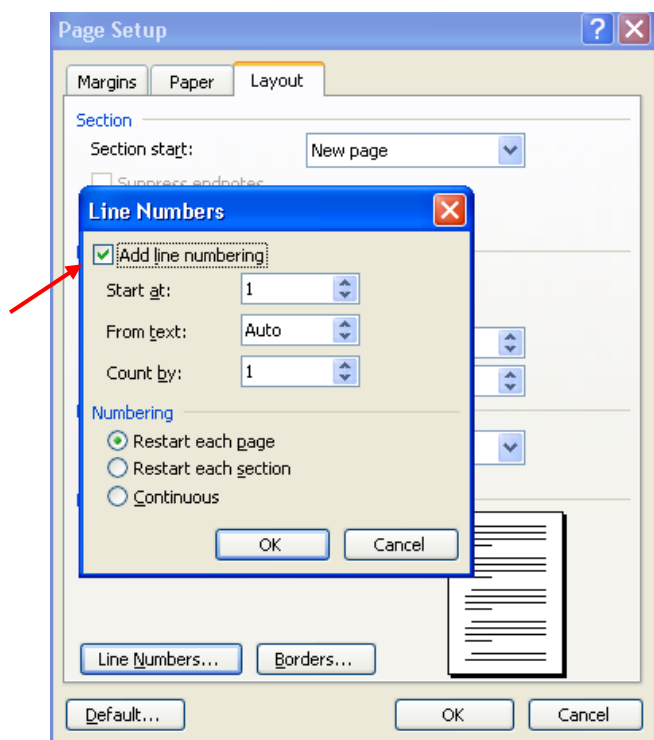 Page Setup
Margins Paper Layout
Section
Section start: New page
Suppress endnotes
Line Numbers
Add line numbering
Start at: 1
From text: Auto
Count by: 1
Numbering
Restart each page
Restart each section
Continuous
OK Cancel
Line Numbers... Borders...
Default... OK Cancel